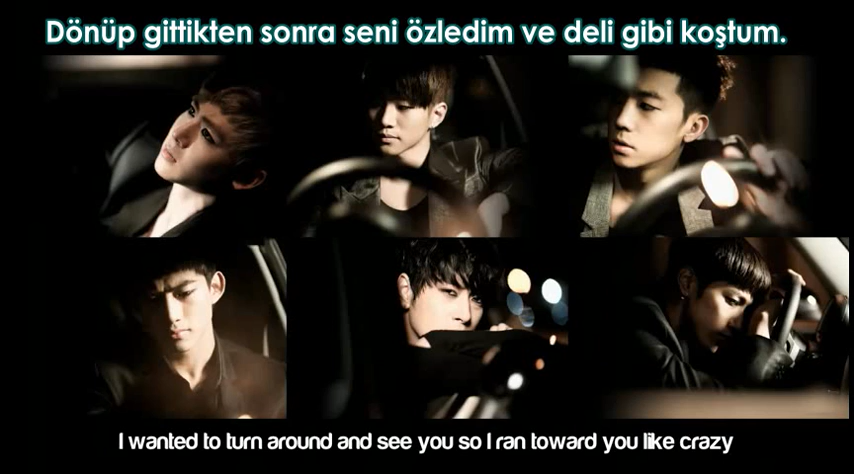 Dönüp gittikten sonra seni özledim ve deli gibi koştum.
I wanted to turn around and see you so I ran toward you like crazy